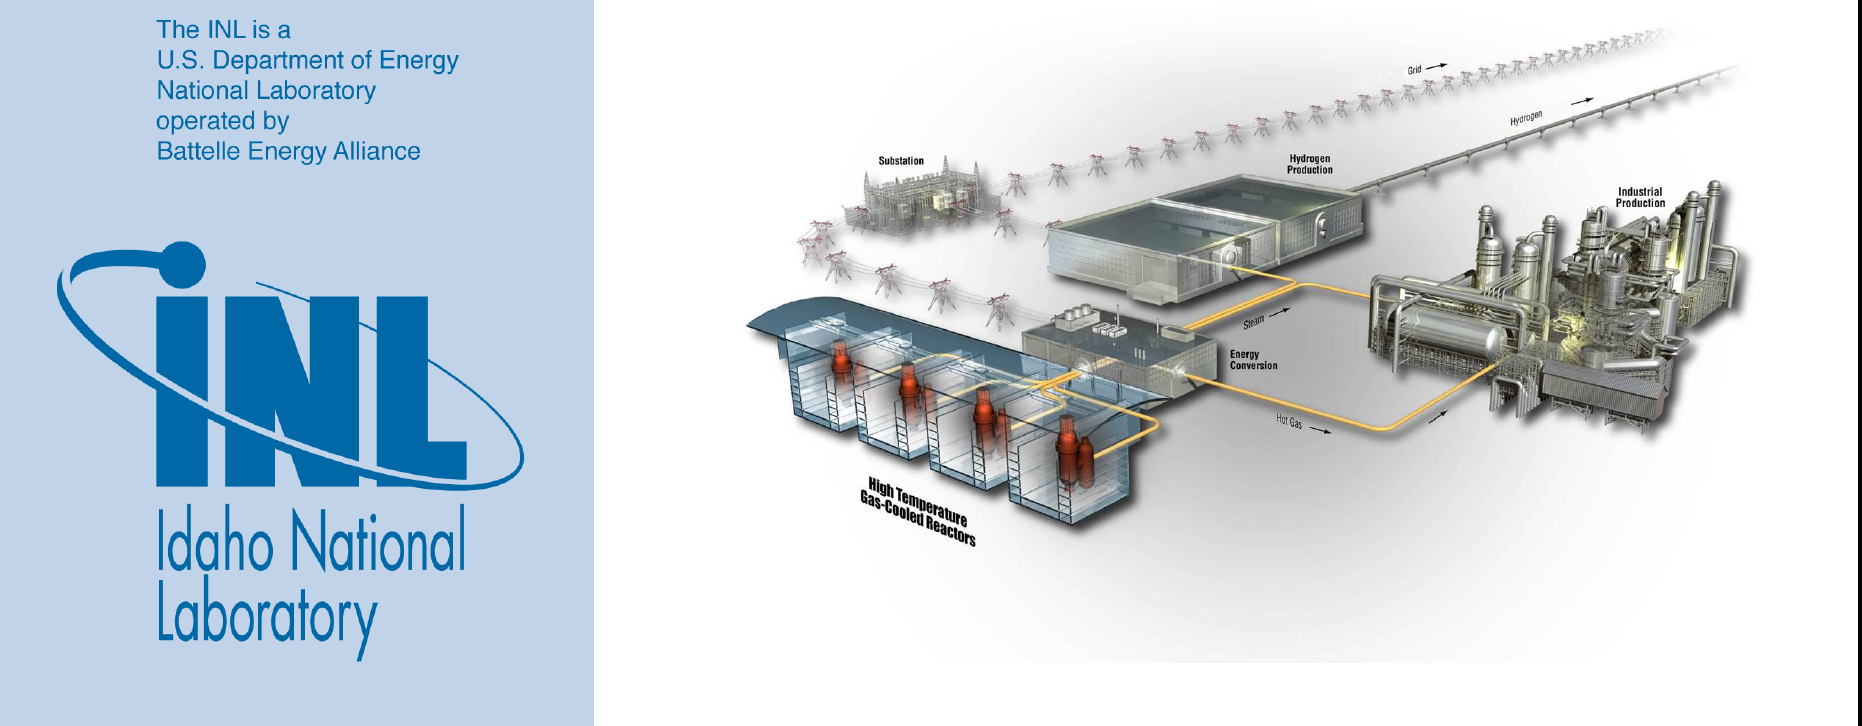 The INL is a
U.S. Department of Energy
National Laboratory
operated by
Battelle Energy Alliance
iNL
Idaho National
Laboratory
Grid
Hydrogen
Substation
Hydrogen
Production
Industrial
Production
Steam
Energy
Conversion
Hot Gas
High Temperature
Gas-Cooled Reactors